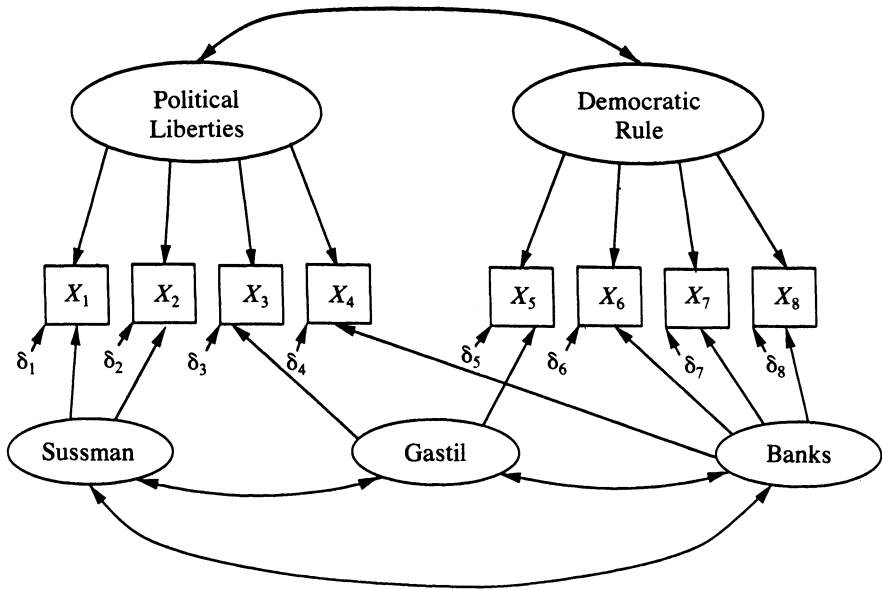 Political
Liberties
Democratic
Rule
X₁ X₂ X₃ X₄ X₅ X₆ X₇ X₈
δ₁ δ₂ δ₃ δ₄ δ₅ δ₆ δ₇ δ₈
Sussman Gastil Banks